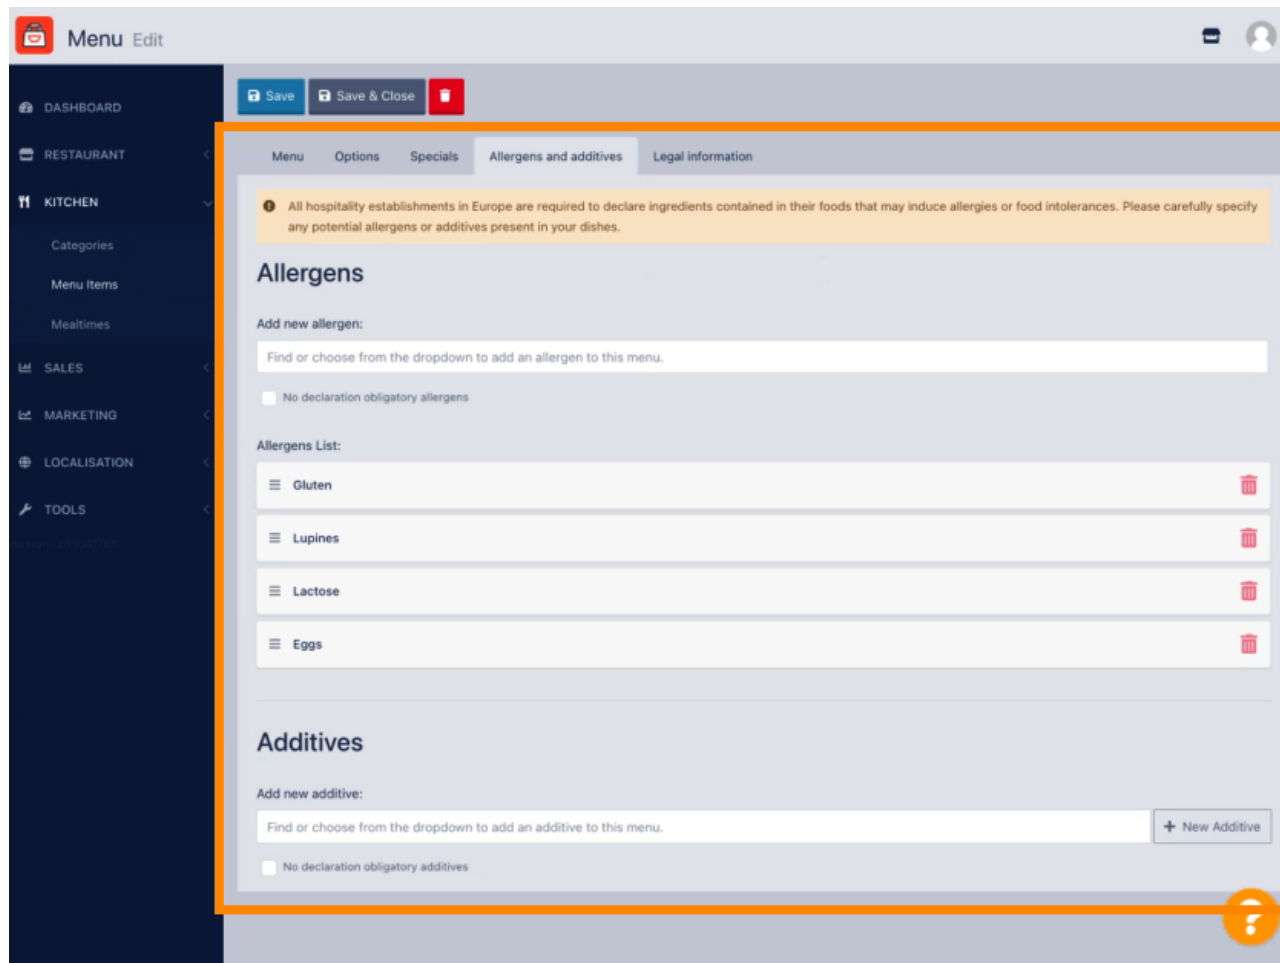 Menu Edit
DASHBOARD
RESTAURANT
KITCHEN
Categories
Menu Items
Mealtimes
SALES
MARKETING
LOCALISATION
TOOLS
Save
Save & Close
Menu
Options
Specials
Allergens and additives
Legal information
All hospitality establishments in Europe are required to declare ingredients contained in their foods that may induce allergies or food intolerances. Please carefully specify
any potential allergens or additives present in your dishes.
Allergens
Add new allergen:
Find or choose from the dropdown to add an allergen to this menu.
No declaration obligatory allergens
Allergens List:
Gluten
Lupines
Lactose
Eggs
Additives
Add new additive:
Find or choose from the dropdown to add an additive to this menu.
+ New Additive
No declaration obligatory additives
?